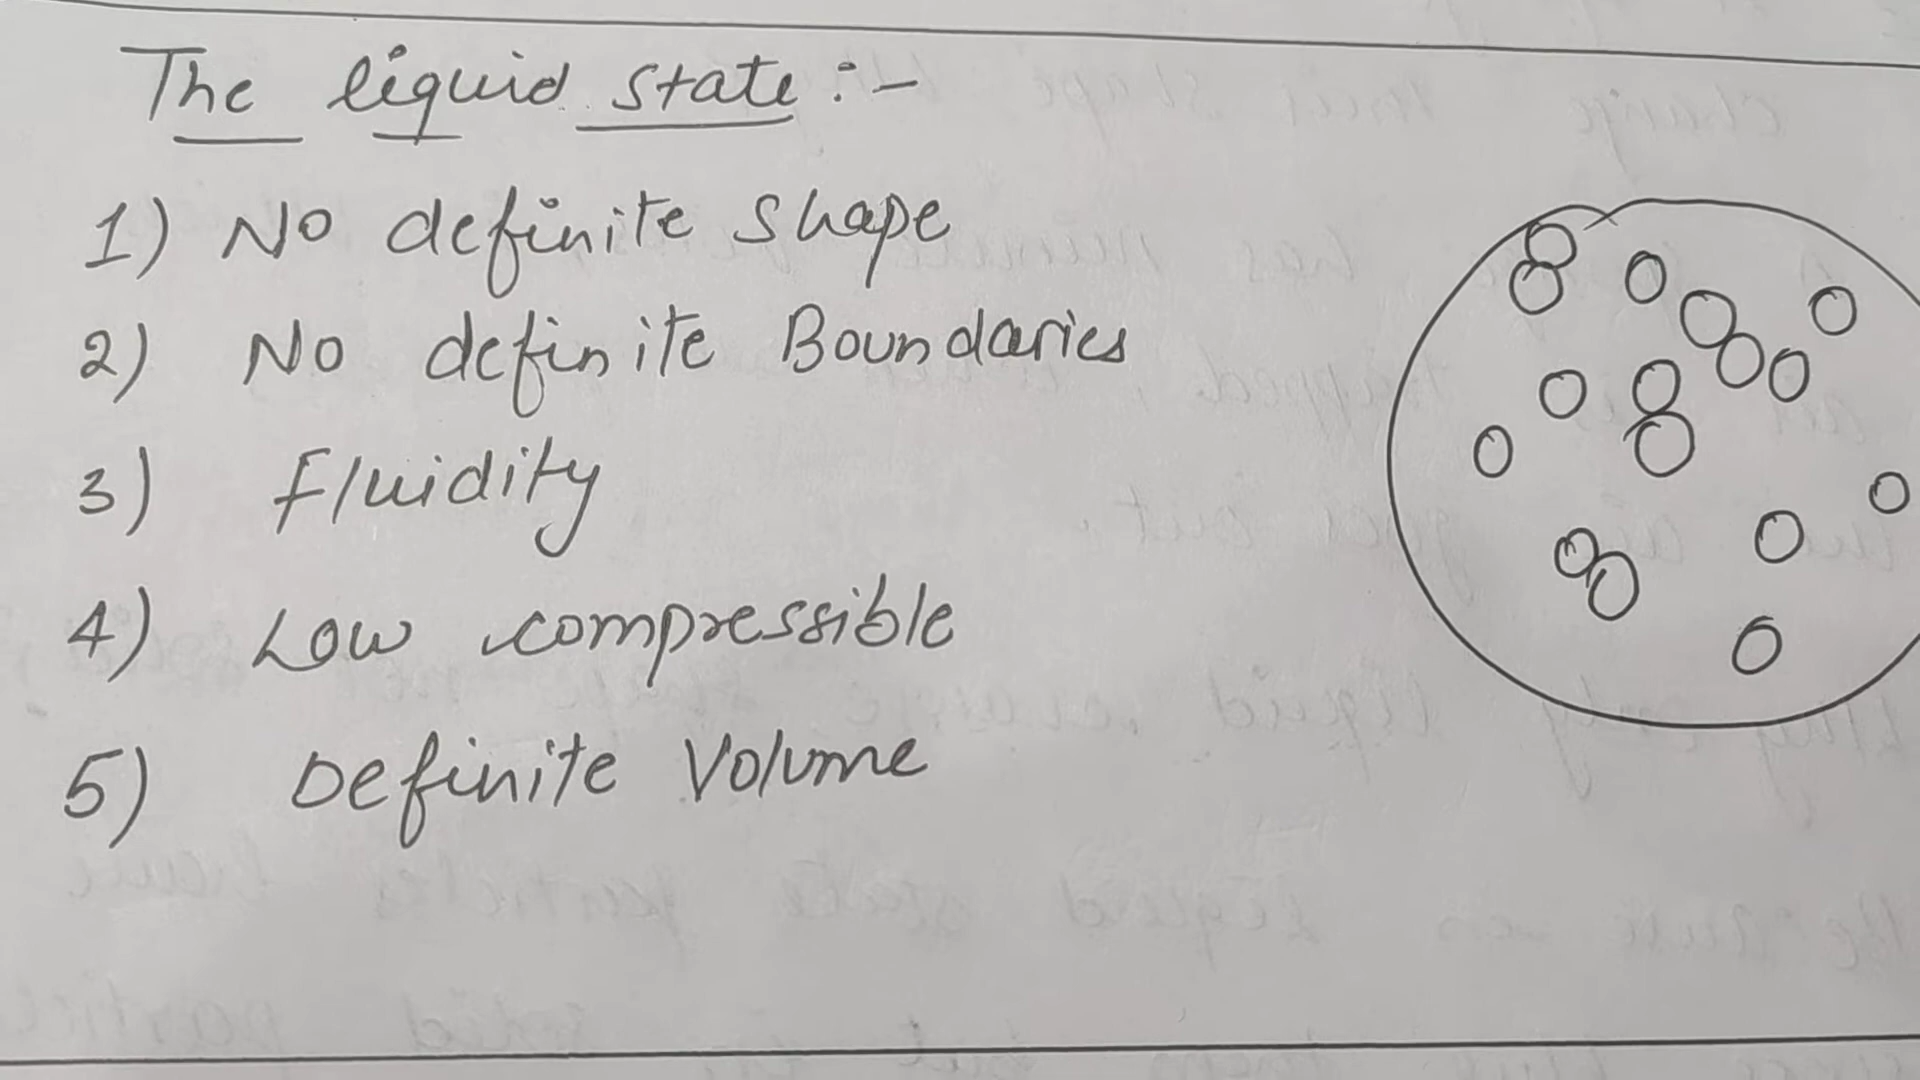 The liquid state :-
1) No definite shape
2) No definite Boundaries
3) Fluidity
4) Low compressible
5) Definite Volume